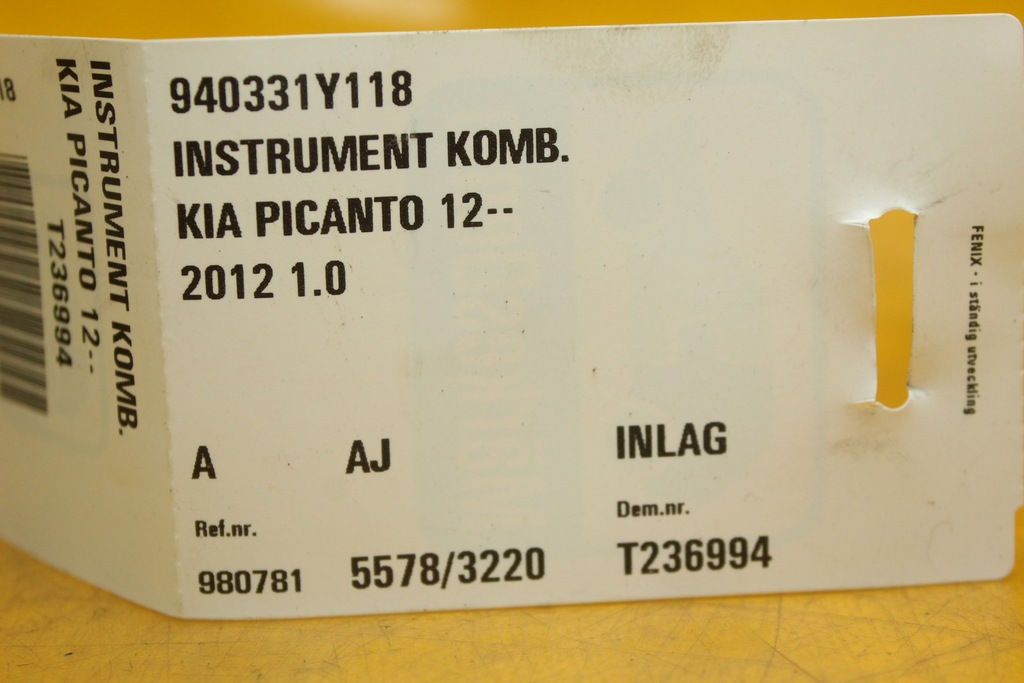 18
INSTRUMENT KOMB.
KIA PICANTO 12--
T236994
940331Y118
INSTRUMENT KOMB.
KIA PICANTO 12--
2012 1.0
A AJ INLAG
Ref.nr. Dem.nr.
980781 5578/3220 T236994
FENIX - i ständig utveckling